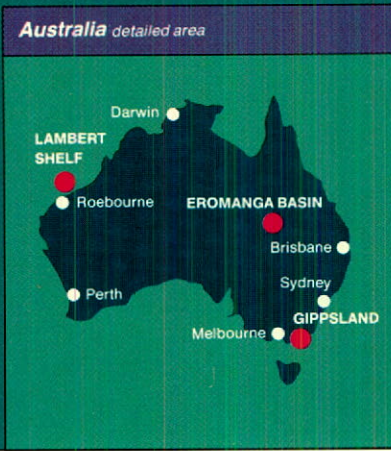 Australia detailed area
Darwin
LAMBERT
SHELF
Roebourne
EROMANGA BASIN
Brisbane
Sydney
Perth
GIPPSLAND
Melbourne